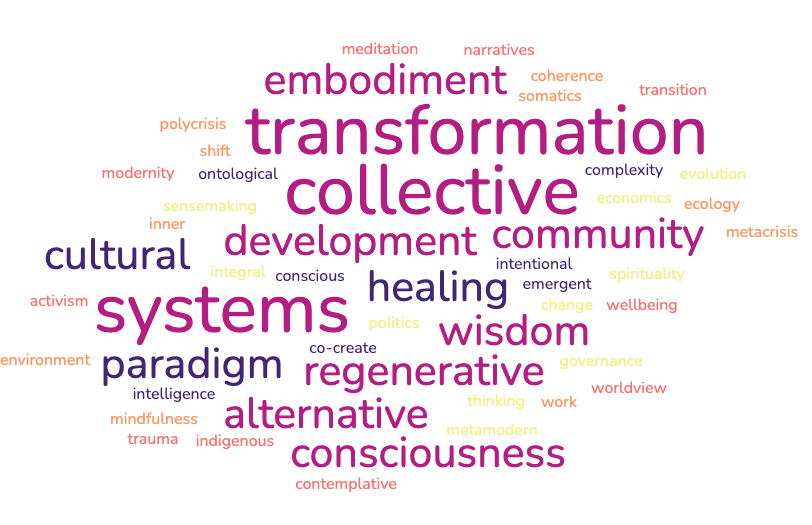 meditation narratives
embodiment coherence
somatics transition
polycrisis transformation
shift
modernity ontological collective complexity evolution
sensemaking economics ecology
inner development community metacrisis
cultural intentional
integral conscious healing emergent spirituality
activism systems change wellbeing
politics wisdom
environment paradigm co-create regenerative governance
intelligence worldview
mindfulness alternative thinking work
trauma indigenous metamodern
consciousness
contemplative